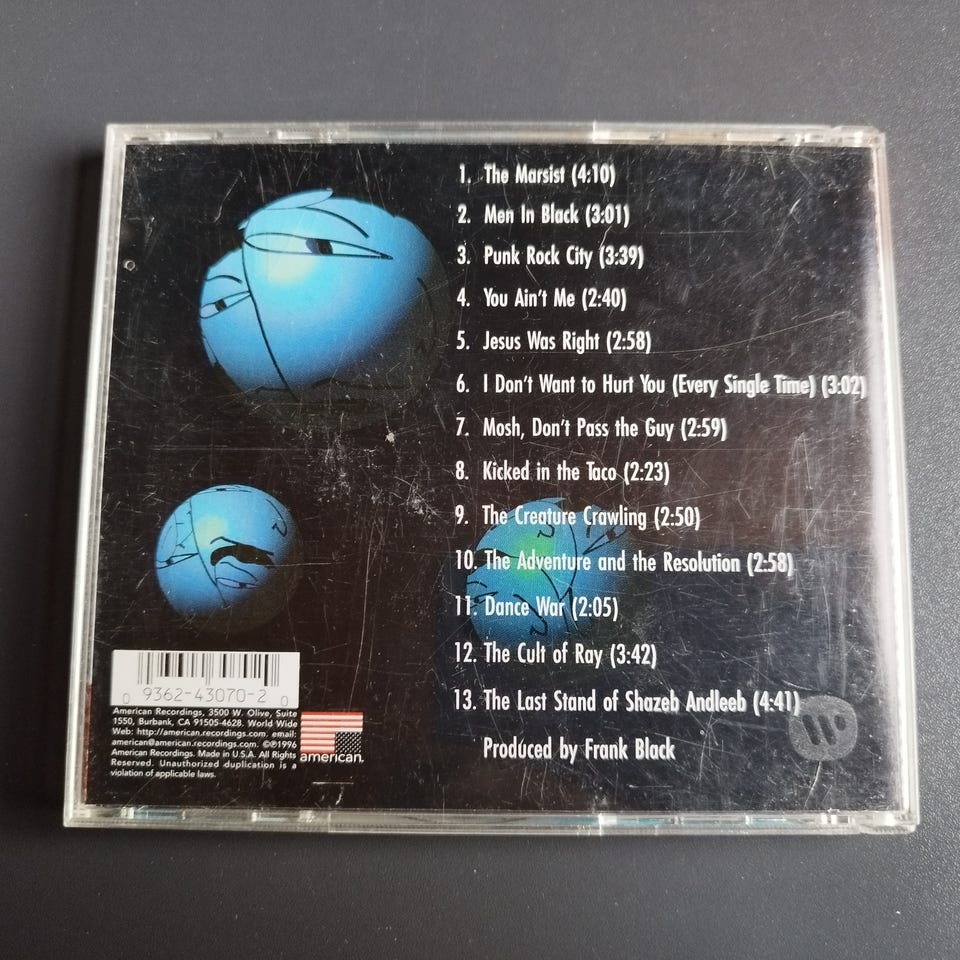 1. The Marsist (4:10)
2. Men In Black (3:01)
3. Punk Rock City (3:39)
4. You Ain't Me (2:40)
5. Jesus Was Right (2:58)
6. I Don't Want to Hurt You (Every Single Time) (3:02)
7. Mosh, Don't Pass the Guy (2:59)
8. Kicked in the Taco (2:23)
9. The Creature Crawling (2:50)
10. The Adventure and the Resolution (2:58)
11. Dance War (2:05)
12. The Cult of Ray (3:42)
13. The Last Stand of Shazeb Andleeb (4:41)
Produced by Frank Black
0 9362-43070-2 0
American Recordings, 3500 W. Olive, Suite
1550, Burbank, CA 91505-4628. World Wide
Web: http://american.recordings.com. email:
american@american.recordings.com. ©℗1996
American Recordings. Made in U.S.A. All Rights
Reserved. Unauthorized duplication is a
violation of applicable laws.
american.